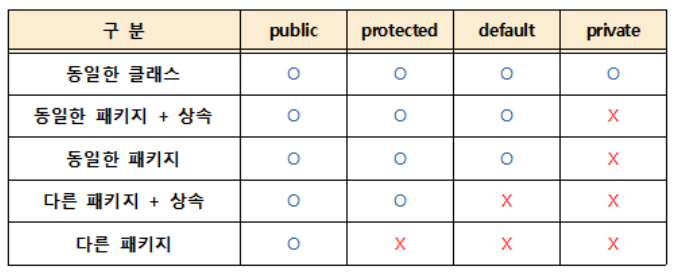 구 분 public protected default private
동일한 클래스 O O O O
동일한 패키지 + 상속 O O O X
동일한 패키지 O O O X
다른 패키지 + 상속 O O X X
다른 패키지 O X X X